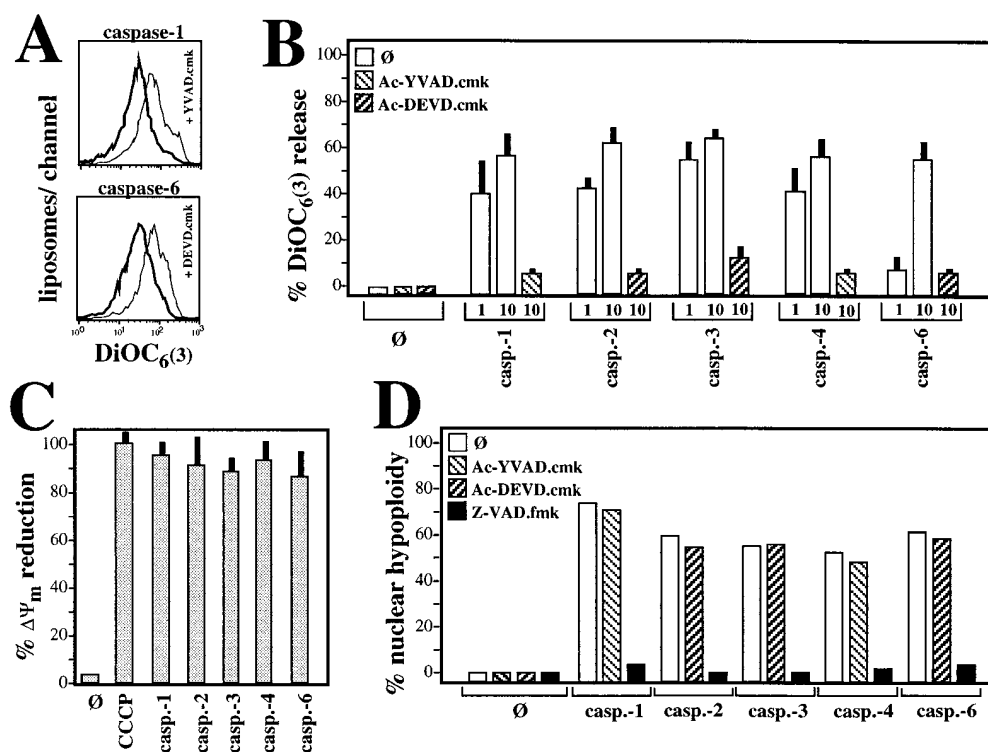 A
caspase-1
+ YVAD.cmk
caspase-6
+ DEVD.cmk
liposomes/ channel
10⁰ 10¹ 10² 10³
DiOC₆(3)
B
Ø
Ac-YVAD.cmk
Ac-DEVD.cmk
% DiOC₆(3) release
100
80
60
40
20
0
1 10 10 1 10 10 1 10 10 1 10 10 1 10 10
Ø casp.-1 casp.-2 casp.-3 casp.-4 casp.-6
C
% ΔΨm reduction
100
80
60
40
20
0
Ø CCCP casp.-1 casp.-2 casp.-3 casp.-4 casp.-6
D
Ø
Ac-YVAD.cmk
Ac-DEVD.cmk
Z-VAD.fmk
% nuclear hypoploidy
100
80
60
40
20
0
Ø casp.-1 casp.-2 casp.-3 casp.-4 casp.-6